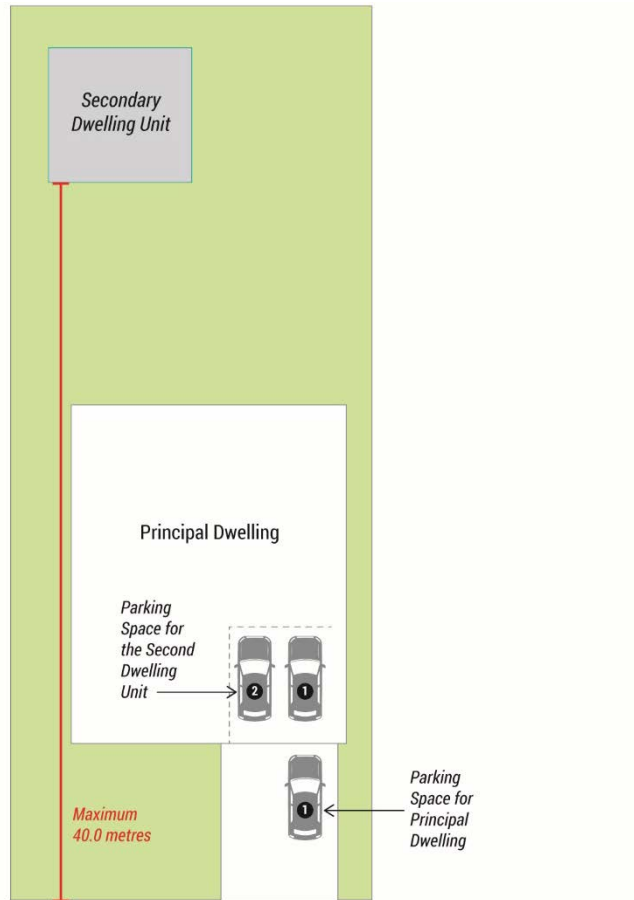 Secondary
Dwelling Unit
Principal Dwelling
Parking
Space for
the Second
Dwelling
Unit
2
1
1
Maximum
40.0 metres
Parking
Space for
Principal
Dwelling